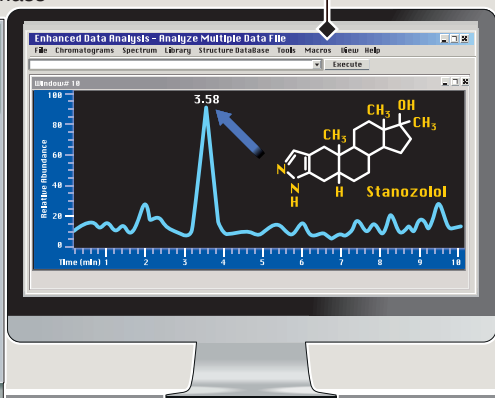 Enhanced Data Analysis - Analyze Multiple Data File
File Chromatograms Spectrum Library Structure DataBase Tools Macros View Help
Execute
Window# 10
100
80
60
40
20
0
Relative Abundance
3.58
CH3
OH
CH3
CH3
N
N
H
H
Stanozolol
Time (min) 1 2 3 4 5 6 7 8 9 10